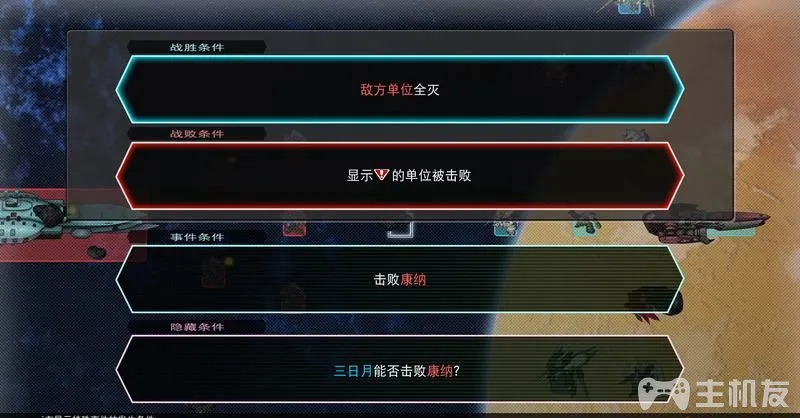 战胜条件
敌方单位全灭
战败条件
显示!的单位被击败
事件条件
击败康纳
隐藏条件
三日月能否击败康纳?
主机友